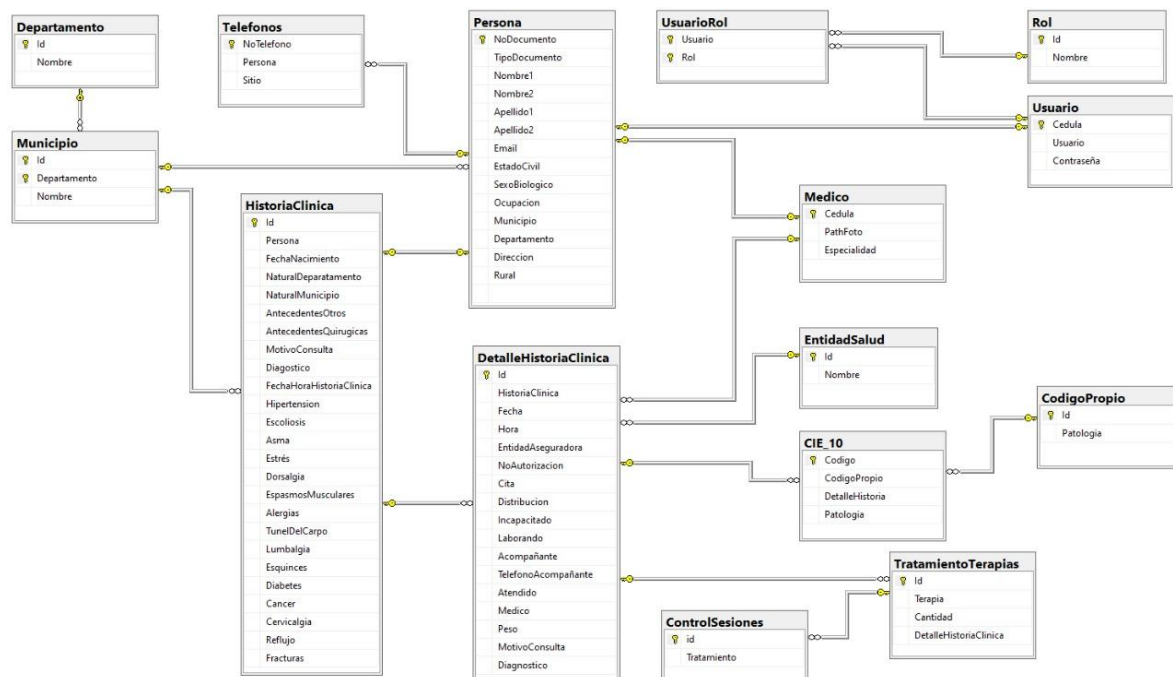 Departamento
Id
Nombre
Telefonos
NoTelefono
Persona
Sitio
Persona
NoDocumento
TipoDocumento
Nombre1
Nombre2
Apellido1
Apellido2
Email
EstadoCivil
SexoBiologico
Ocupacion
Municipio
Departamento
Direccion
Rural
UsuarioRol
Usuario
Rol
Rol
Id
Nombre
Usuario
Cedula
Usuario
Contraseña
Municipio
Id
Departamento
Nombre
HistoriaClinica
Id
Persona
FechaNacimiento
NaturalDeparatamento
NaturalMunicipio
AntecedentesOtros
AntecedentesQuirugicas
MotivoConsulta
Diagostico
FechaHoraHistoriaClinica
Hipertension
Escoliosis
Asma
Estrés
Dorsalgia
EspasmosMusculares
Alergias
TunelDelCarpo
Lumbalgia
Esquinces
Diabetes
Cancer
Cervicalgia
Reflujo
Fracturas
Medico
Cedula
PathFoto
Especialidad
DetalleHistoriaClinica
Id
HistoriaClinica
Fecha
Hora
EntidadAseguradora
NoAutorizacion
Cita
Distribucion
Incapacitado
Laborando
Acompañante
TelefonoAcompañante
Atendido
Medico
Peso
MotivoConsulta
Diagnostico
EntidadSalud
Id
Nombre
CodigoPropio
Id
Patologia
CIE_10
Codigo
CodigoPropio
DetalleHistoria
Patologia
TratamientoTerapias
Id
Terapia
Cantidad
DetalleHistoriaClinica
ControlSesiones
id
Tratamiento